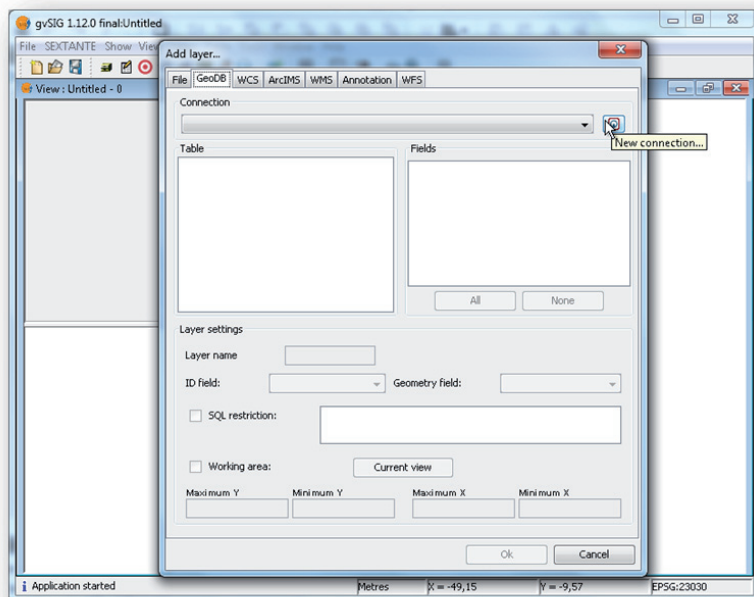 gvSIG 1.12.0 final:Untitled
File SEXTANTE Show
View : Untitled - 0
Add layer...
File GeoDB WCS ArcIMS WMS Annotation WFS
Connection
New connection...
Table Fields
All None
Layer settings
Layer name
ID field: Geometry field:
SQL restriction:
Working area: Current view
Maximum Y Minimum Y Maximum X Minimum X
Ok Cancel
Application started Metres X = -49,15 Y = -9,57 EPSG:23030